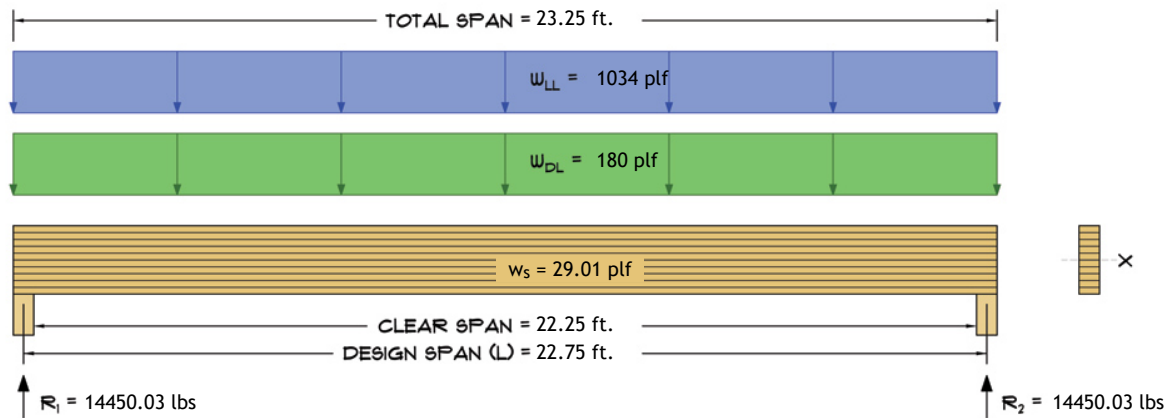 TOTAL SPAN = 23.25 ft.
WLL = 1034 plf
WDL = 180 plf
ws = 29.01 plf
X
CLEAR SPAN = 22.25 ft.
DESIGN SPAN (L) = 22.75 ft.
R1 = 14450.03 lbs
R2 = 14450.03 lbs